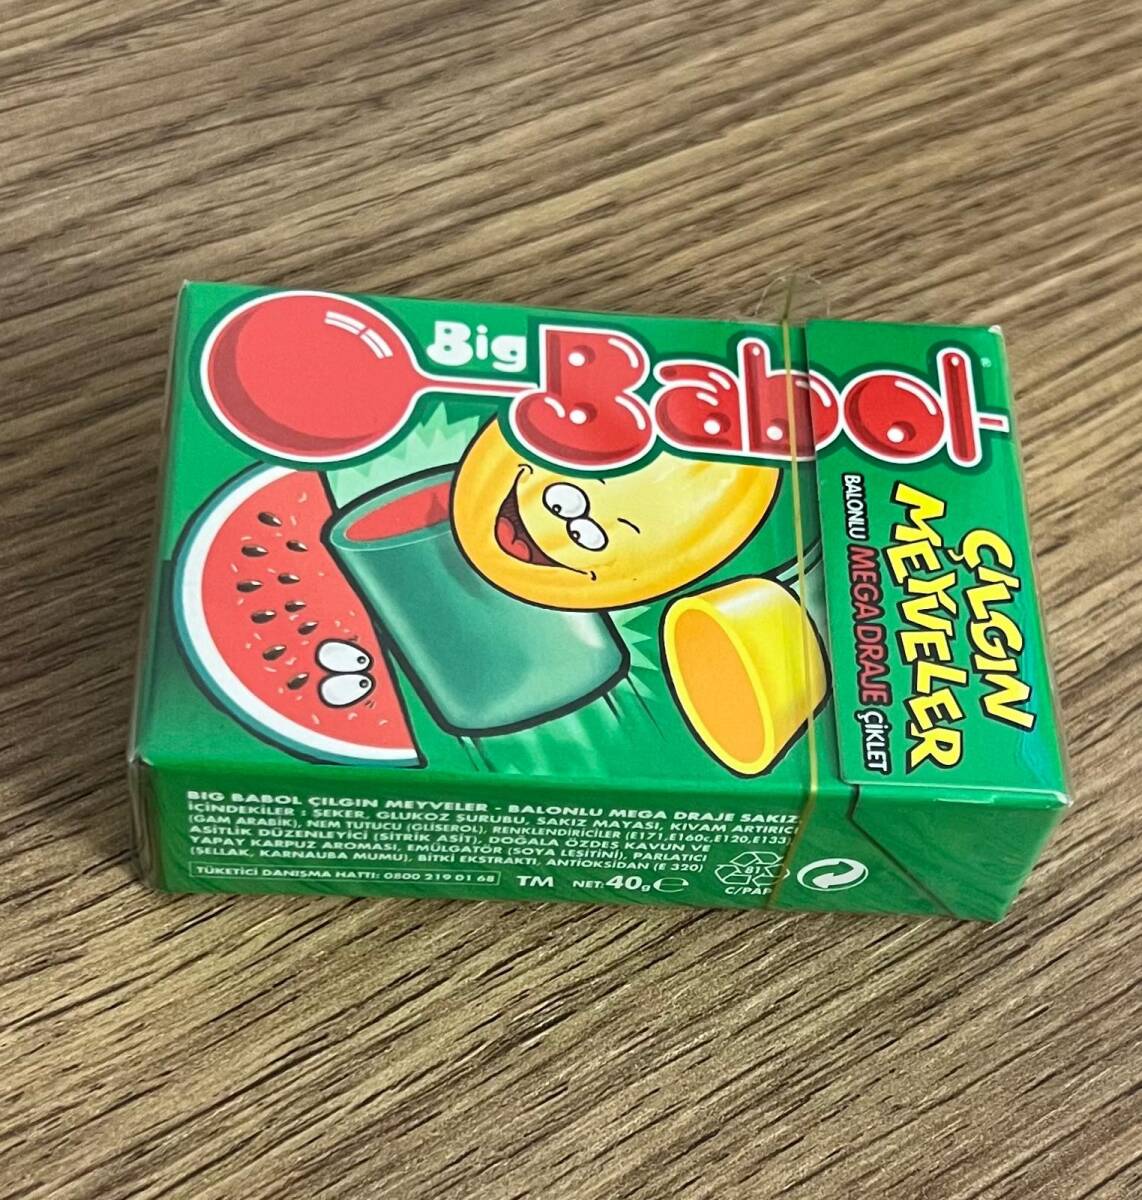 Big Babol
ÇILGIN
MEYVELER
BALONLU MEGA DRAJE ÇİKLET
BIG BABOL ÇILGIN MEYVELER - BALONLU MEGA DRAJE SAKIZ
İÇİNDEKİLER : ŞEKER, GLUKOZ ŞURUBU, SAKIZ MAYASI, KIVAM ARTIRICI
(GAM ARABİK), NEM TUTUCU (GLİSEROL), RENKLENDİRİCİLER (E171,E160c,E120,E133)
ASİTLİK DÜZENLEYİCİ (SİTRİK ASİT), DOĞALA ÖZDEŞ KAVUN VE
YAPAY KARPUZ AROMASI, EMÜLGATÖR (SOYA LESİTİNİ), PARLATICI
(ŞELLAK, KARNAUBA MUMU), BİTKİ EKSTRAKTI, ANTİOKSİDAN (E 320)
TÜKETİCİ DANIŞMA HATTI: 0800 219 01 68 TM NET: 40g e
81
C/PAP